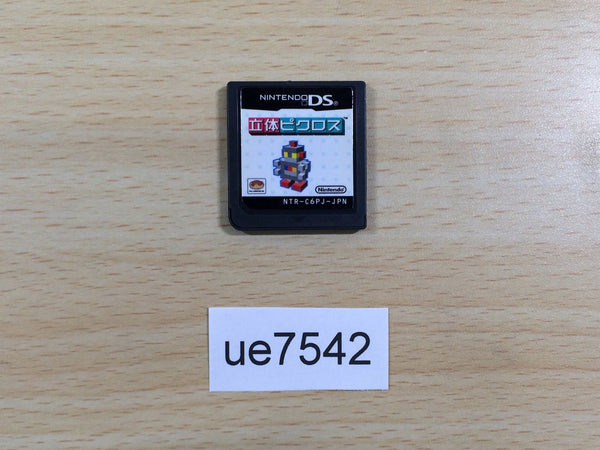 NINTENDO DS
立体ピクロス
Nintendo
NTR-C6PJ-JPN
ue7542